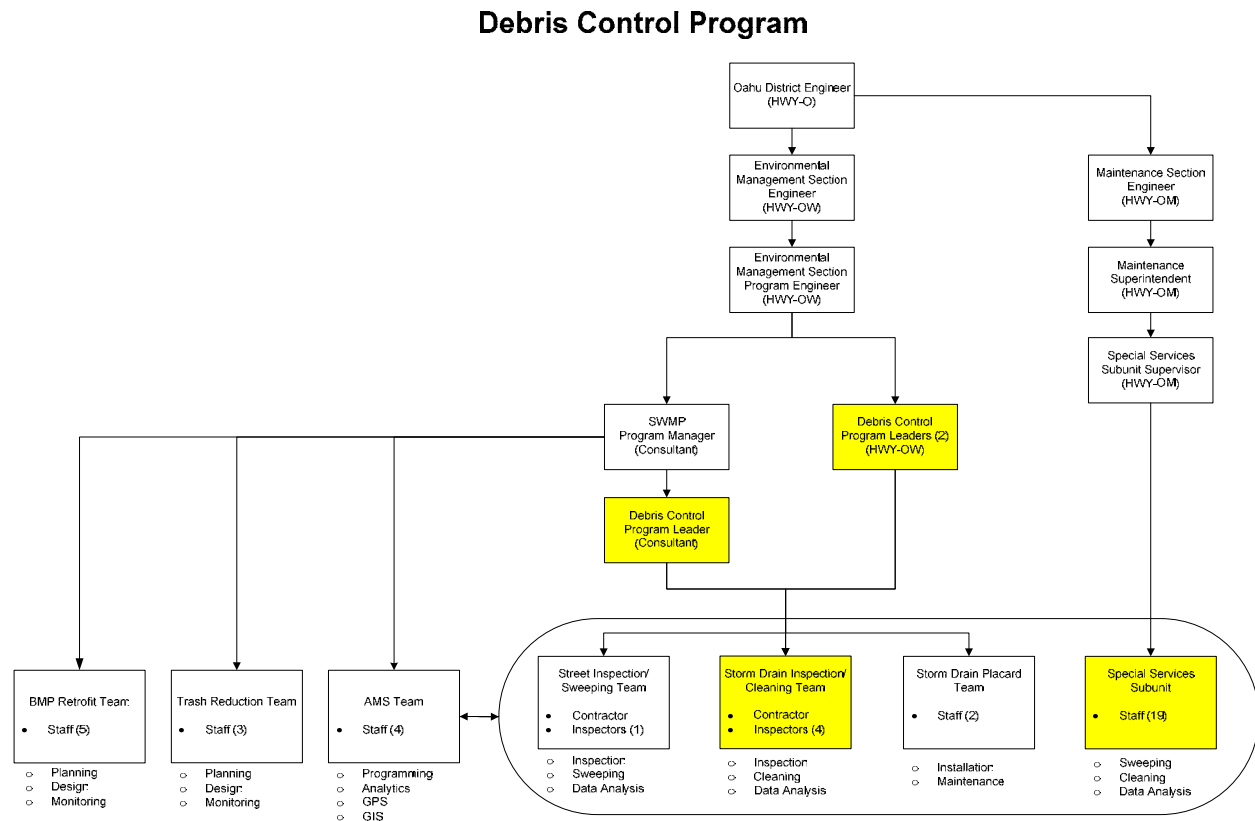 Debris Control Program
Oahu District Engineer
(HWY-O)
Environmental
Management Section
Engineer
(HWY-OW)
Maintenance Section
Engineer
(HWY-OM)
Environmental
Management Section
Program Engineer
(HWY-OW)
Maintenance
Superintendent
(HWY-OM)
Special Services
Subunit Supervisor
(HWY-OM)
SWMP
Program Manager
(Consultant)
Debris Control
Program Leaders (2)
(HWY-OW)
Debris Control
Program Leader
(Consultant)
BMP Retrofit Team
• Staff (5)
○ Planning
○ Design
○ Monitoring
Trash Reduction Team
• Staff (3)
○ Planning
○ Design
○ Monitoring
AMS Team
• Staff (4)
○ Programming
○ Analytics
○ GPS
○ GIS
Street Inspection/
Sweeping Team
• Contractor
• Inspectors (1)
○ Inspection
○ Sweeping
○ Data Analysis
Storm Drain Inspection/
Cleaning Team
• Contractor
• Inspectors (4)
○ Inspection
○ Cleaning
○ Data Analysis
Storm Drain Placard
Team
• Staff (2)
○ Installation
○ Maintenance
Special Services
Subunit
• Staff (19)
○ Sweeping
○ Cleaning
○ Data Analysis